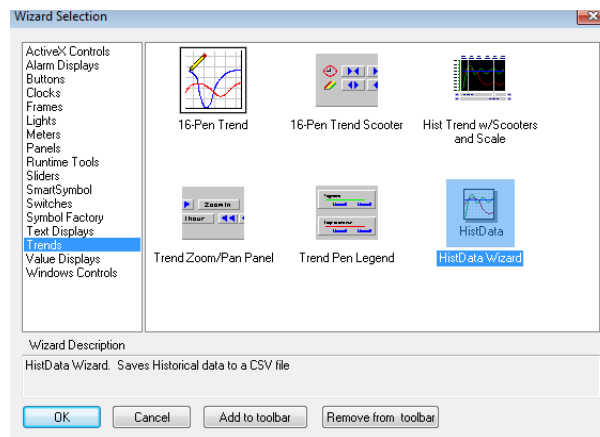 Wizard Selection
ActiveX Controls
Alarm Displays
Buttons
Clocks
Frames
Lights
Meters
Panels
Runtime Tools
Sliders
SmartSymbol
Switches
Symbol Factory
Text Displays
Trends
Value Displays
Windows Controls
16-Pen Trend
16-Pen Trend Scooter
Hist Trend w/Scooters
and Scale
Zoom In
1 hour
HistData
Trend Zoom/Pan Panel
Trend Pen Legend
HistData Wizard
Wizard Description
HistData Wizard. Saves Historical data to a CSV file
OK
Cancel
Add to toolbar
Remove from toolbar